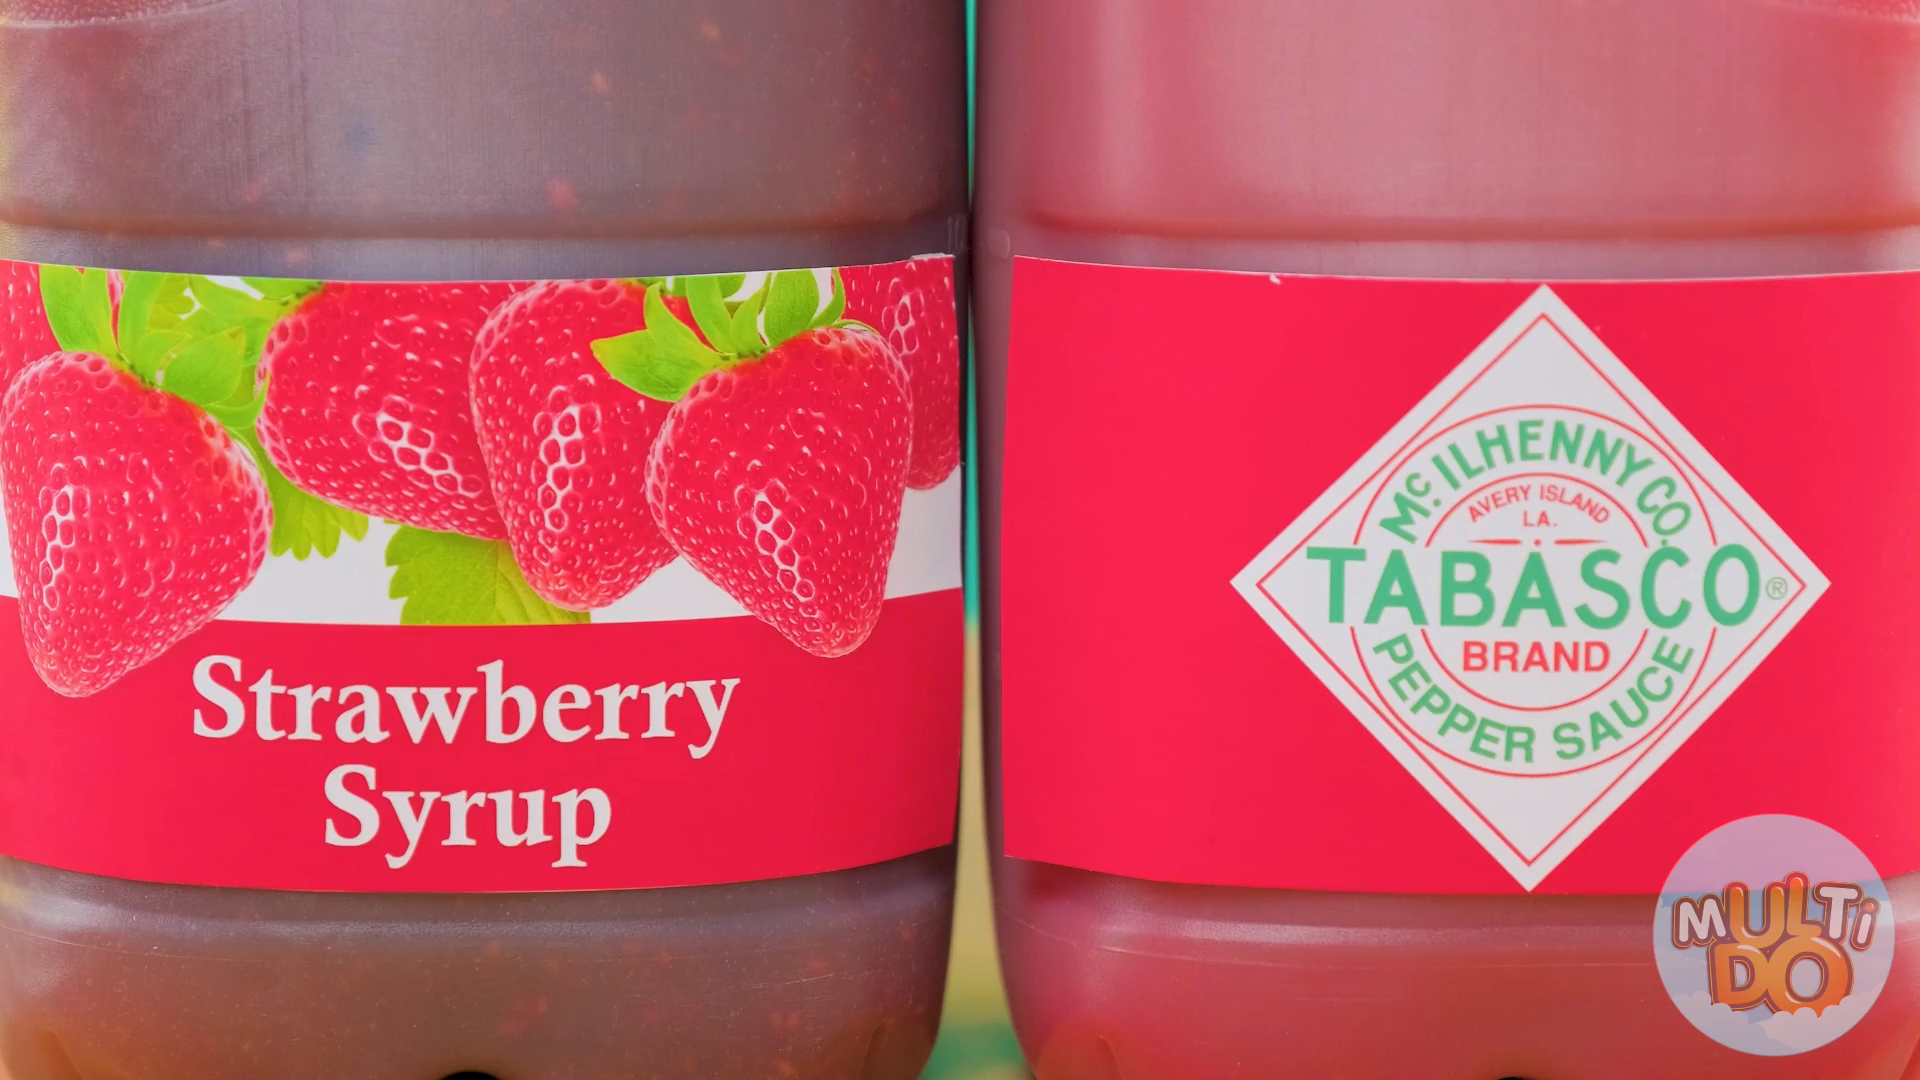 Strawberry
Syrup
McILHENNY CO.
AVERY ISLAND
LA.
TABASCO®
BRAND
PEPPER SAUCE
MULTi
DO